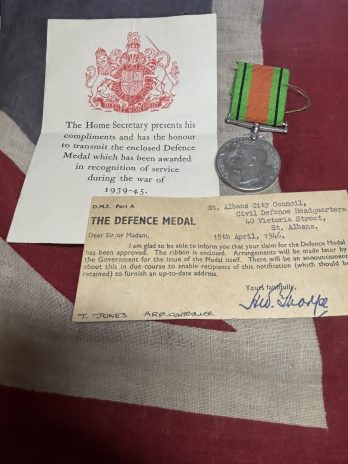 The Home Secretary presents his
compliments and has the honour
to transmit the enclosed Defence
Medal which has been awarded
in recognition of service
during the war of
1939-45.
D.M.2. Part A
THE DEFENCE MEDAL
St. Albans City Council,
Civil Defence Headquarters
40 Victoria Street,
St. Albans.
15th April, 1946.
Dear Sir/or Madam,
I am glad to be able to inform you that your claim for the Defence Medal
has been approved. The ribbon is enclosed. Arrangements will be made later by
the Government for the issue of the Medal itself. There will be an announcement
about this in due course to enable recipients of this notification (which should be
retained) to furnish an up-to-date address.
Yours faithfully,
T. JONES A.R.P. CONTROLLER